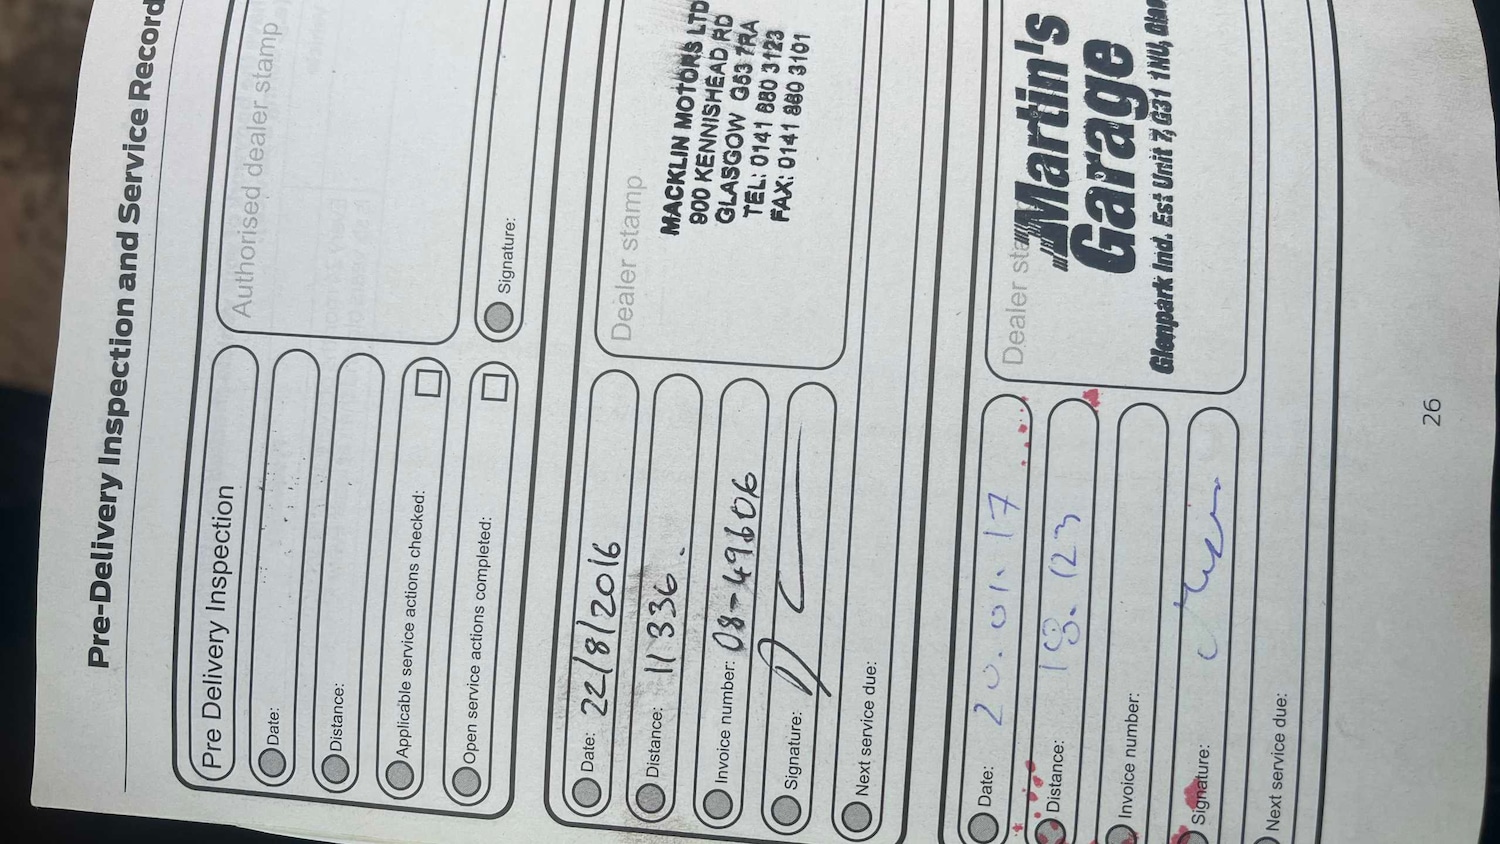 Pre-Delivery Inspection and Service Record
Pre Delivery Inspection
Authorised dealer stamp
Date:
Distance:
Applicable service actions checked:
Open service actions completed:
Signature:
Date: 22/8/2016
Distance: 11336.
Invoice number: 08-49606
Signature:
Next service due:
Dealer stamp
MACKLIN MOTORS LTD
900 KENNISHEAD RD
GLASGOW G53 7RA
TEL: 0141 880 3123
FAX: 0141 880 3101
Date: 20.01.17
Distance: 18.123
Invoice number:
Signature:
Next service due:
Dealer sta
Martin's
Garage
Glenpark Ind. Est Unit 7, G31 1NU,
26